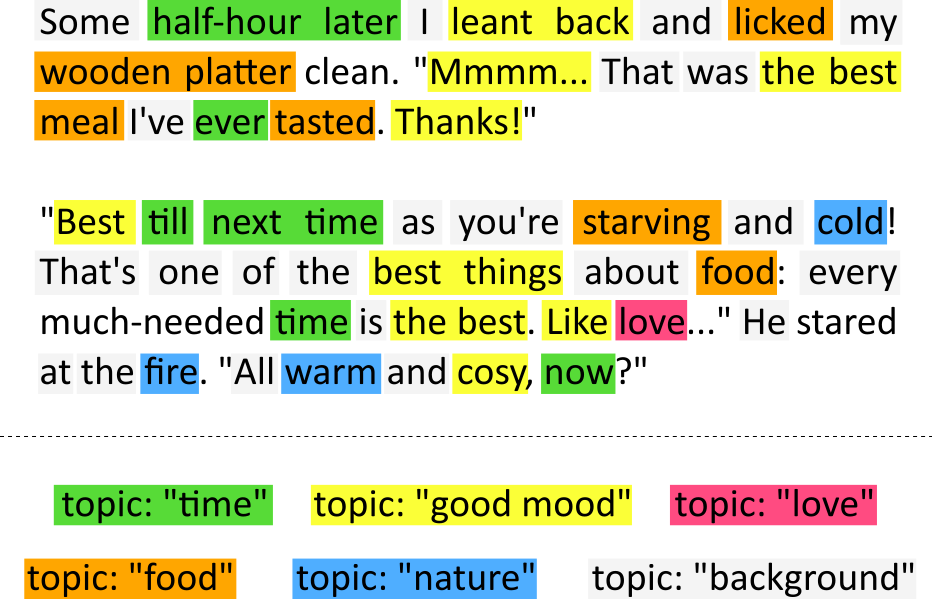 Some half-hour later I leant back and licked my
wooden platter clean. "Mmmm... That was the best
meal I've ever tasted. Thanks!"
"Best till next time as you're starving and cold!
That's one of the best things about food: every
much-needed time is the best. Like love..." He stared
at the fire. "All warm and cosy, now?"
topic: "time" topic: "good mood" topic: "love"
topic: "food" topic: "nature" topic: "background"